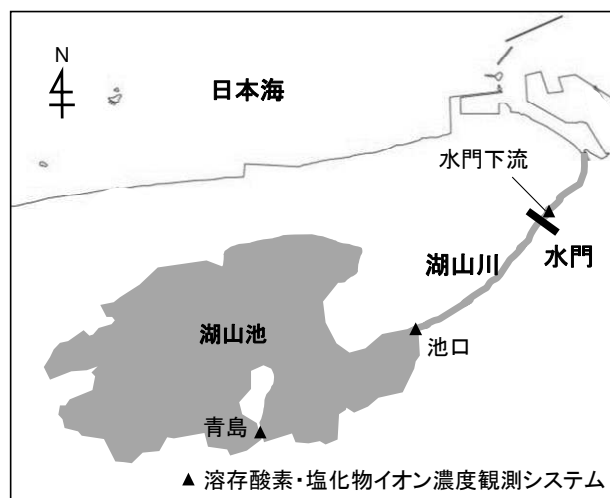 N
日本海
水門下流
水門
湖山川
湖山池
池口
青島
▲ 溶存酸素・塩化物イオン濃度観測システム